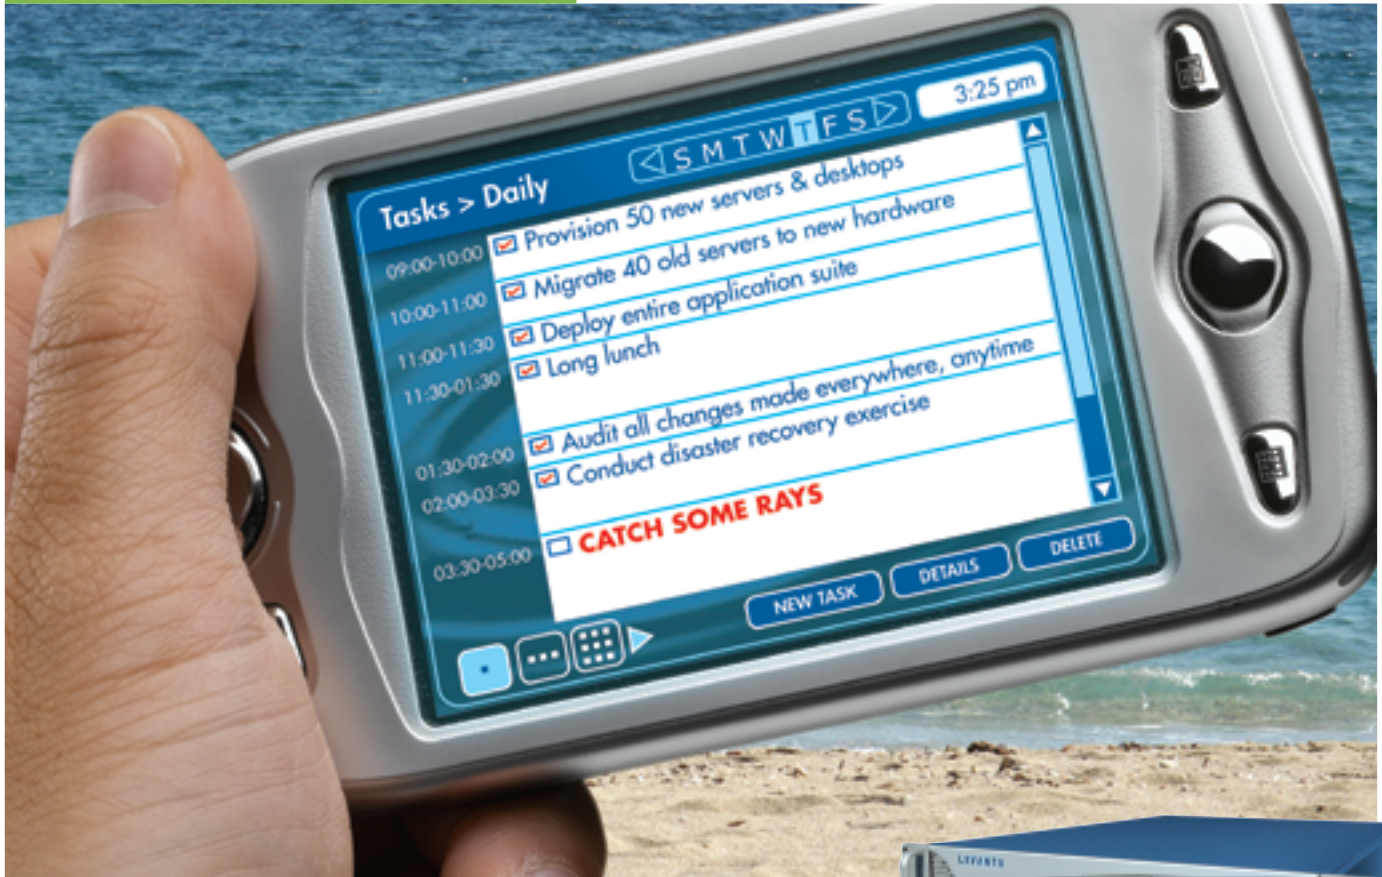 Tasks > Daily
S M T W T F S
3:25 pm
09:00-10:00 Provision 50 new servers & desktops
10:00-11:00 Migrate 40 old servers to new hardware
11:00-11:30 Deploy entire application suite
11:30-01:30 Long lunch
01:30-02:00 Audit all changes made everywhere, anytime
02:00-03:30 Conduct disaster recovery exercise
03:30-05:00 CATCH SOME RAYS
NEW TASK
DETAILS
DELETE
LEVANTA